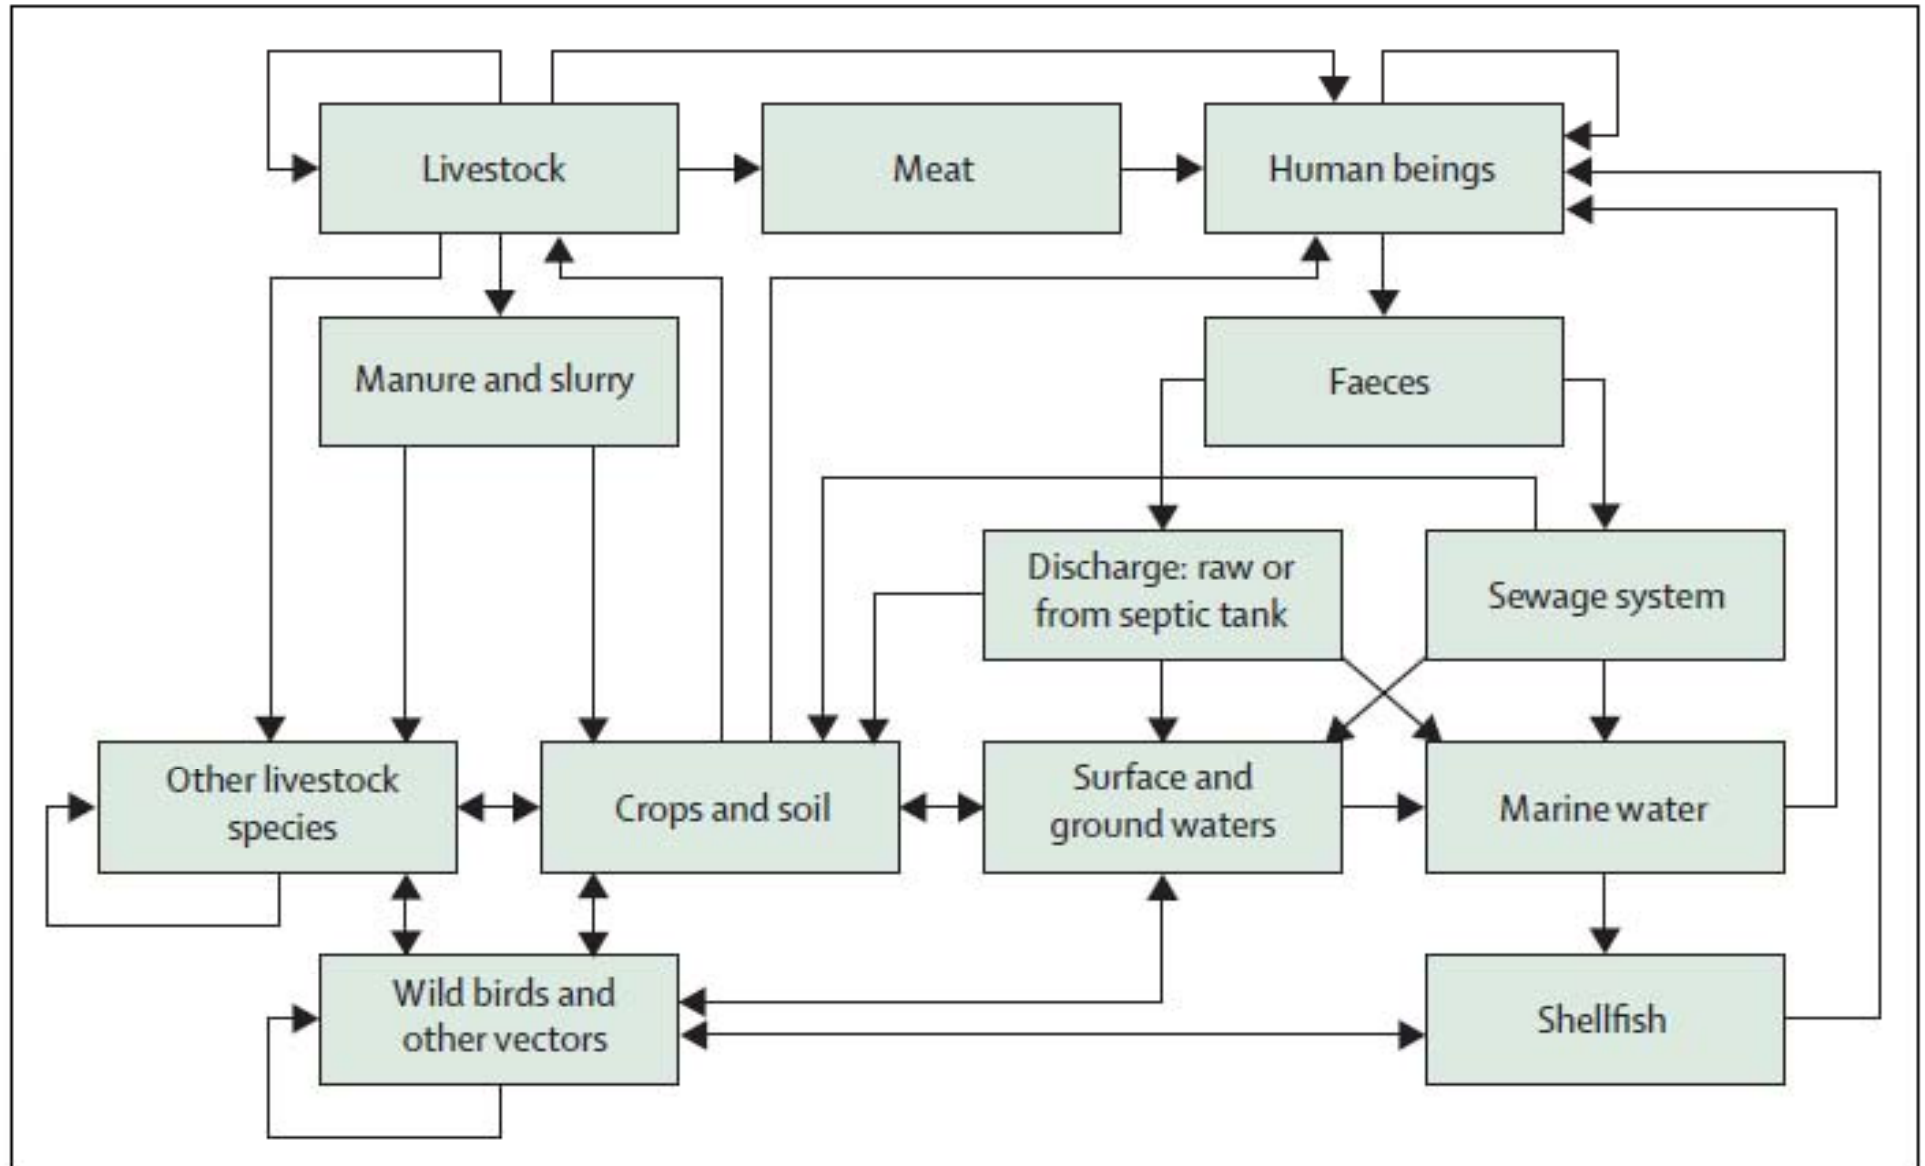 Livestock
Meat
Human beings
Manure and slurry
Faeces
Discharge: raw or
from septic tank
Sewage system
Other livestock
species
Crops and soil
Surface and
ground waters
Marine water
Wild birds and
other vectors
Shellfish